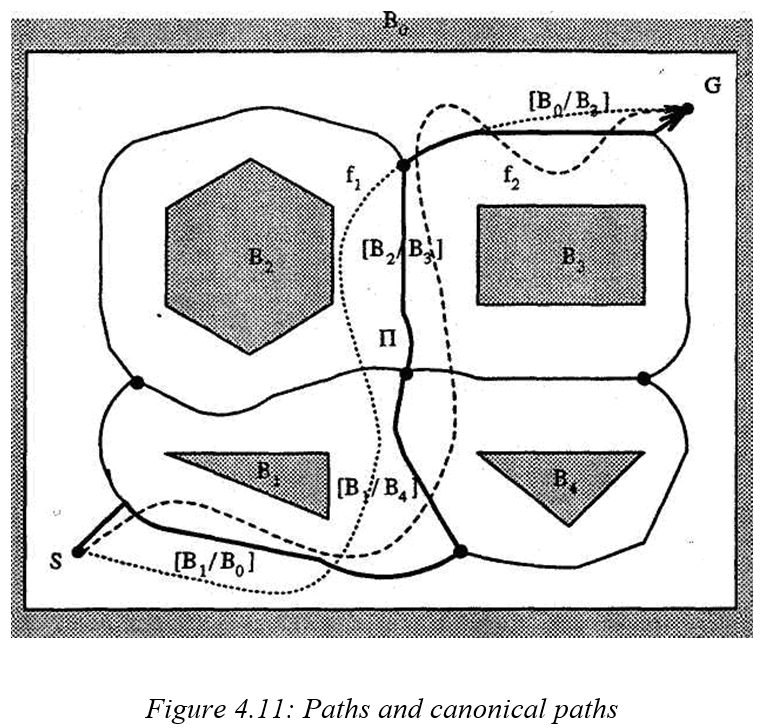 B₀
G
[B₀/B₃]
f₁
f₂
[B₂/B₃]
B₂
B₃
Π
B₁
[B₁/B₄]
B₄
S
[B₁/B₀]
Figure 4.11: Paths and canonical paths